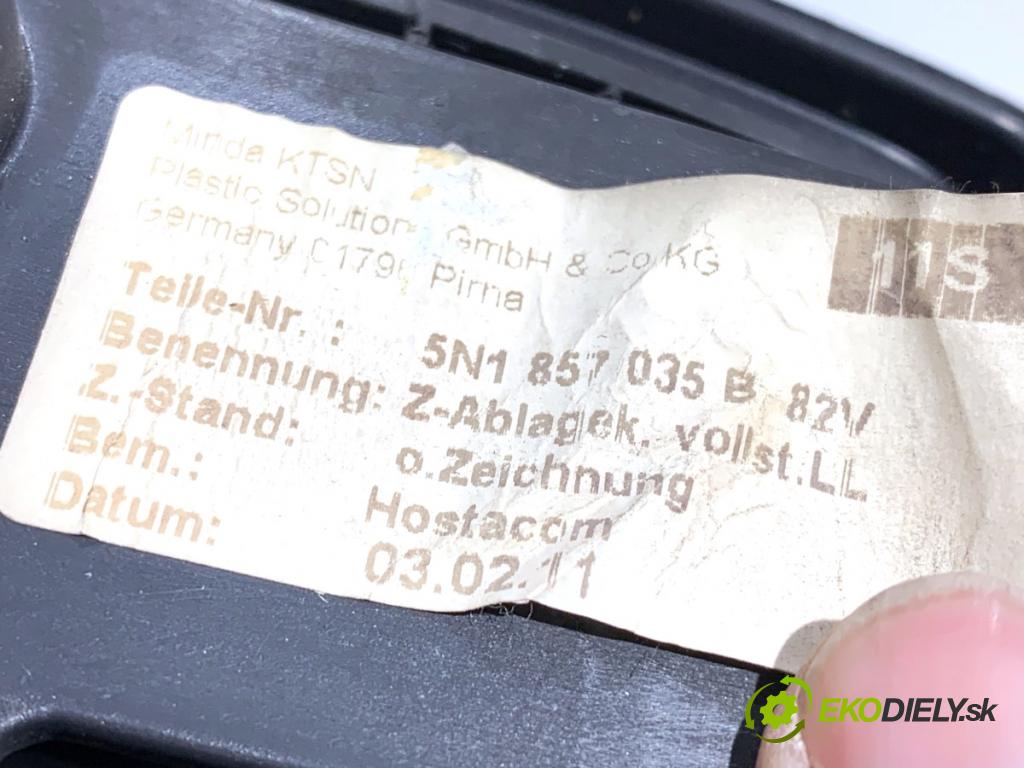 Minda KTSN
Plastic Solution GmbH & Co KG
Germany Pirna
11S
Teile-Nr. : 5N1 857 035 B 82V
Benennung: Z-Ablagek. vollst.LL
Z.-Stand: o.Zeichnung
Bem.: Hostacom
Datum: 03.02.11
EKODIELY.sk